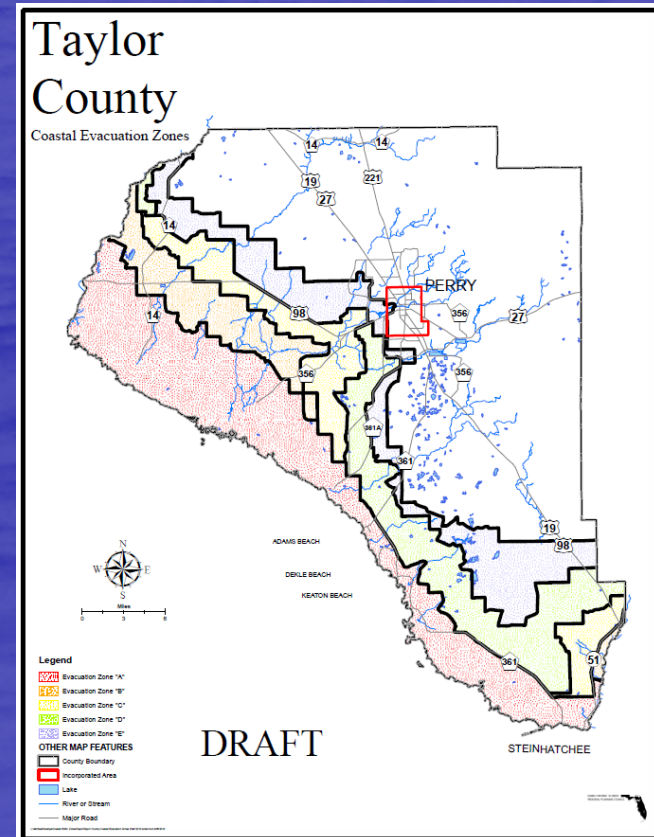 Taylor
County
Coastal Evacuation Zones
14
14
19
221
27
14
PERRY
98
14
356
27
356
356
361A
361
19
98
ADAMS BEACH
DEKLE BEACH
KEATON BEACH
N
W E
S
Miles
0 3 6
361
51
Legend
Evacuation Zone "A"
Evacuation Zone "B"
Evacuation Zone "C"
Evacuation Zone "D"
Evacuation Zone "E"
OTHER MAP FEATURES
County Boundary
Incorporated Area
Lake
River or Stream
Major Road
DRAFT
STEINHATCHEE